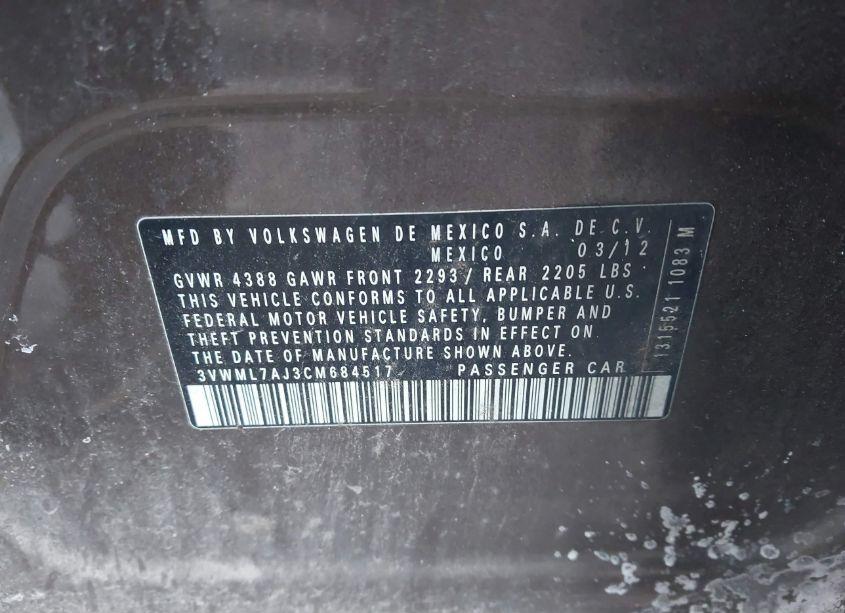 MFD BY VOLKSWAGEN DE MEXICO S.A. DE C.V.
MEXICO 03/12
GVWR 4388 GAWR FRONT 2293/ REAR 2205 LBS
THIS VEHICLE CONFORMS TO ALL APPLICABLE U.S.
FEDERAL MOTOR VEHICLE SAFETY, BUMPER AND
THEFT PREVENTION STANDARDS IN EFFECT ON
THE DATE OF MANUFACTURE SHOWN ABOVE.
3VWML7AJ3CM684517 PASSENGER CAR
1315521 1083 M